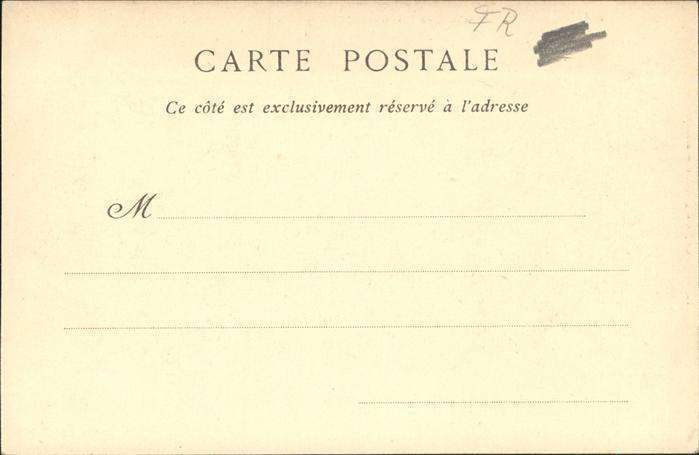 FR
CARTE POSTALE
Ce côté est exclusivement réservé à l'adresse
M